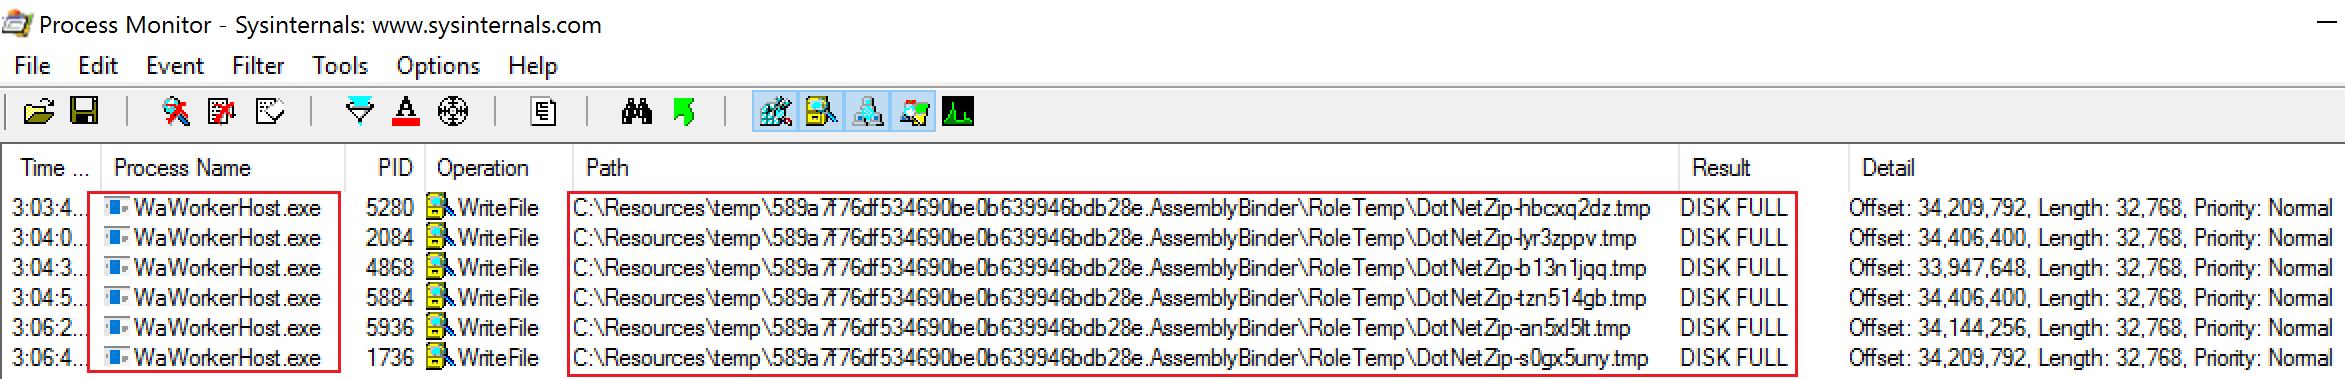 Process Monitor - Sysinternals: www.sysinternals.com
File Edit Event Filter Tools Options Help
Time ... Process Name PID Operation Path Result Detail
3:03:4... WaWorkerHost.exe 5280 WriteFile C:\Resources\temp\589a7f76df534690be0b639946bdb28e.AssemblyBinder\RoleTemp\DotNetZip-hbcxq2dz.tmp DISK FULL Offset: 34,209,792, Length: 32,768, Priority: Normal
3:04:0... WaWorkerHost.exe 2084 WriteFile C:\Resources\temp\589a7f76df534690be0b639946bdb28e.AssemblyBinder\RoleTemp\DotNetZip-lyr3zppv.tmp DISK FULL Offset: 34,406,400, Length: 32,768, Priority: Normal
3:04:3... WaWorkerHost.exe 4868 WriteFile C:\Resources\temp\589a7f76df534690be0b639946bdb28e.AssemblyBinder\RoleTemp\DotNetZip-b13n1jqq.tmp DISK FULL Offset: 33,947,648, Length: 32,768, Priority: Normal
3:04:5... WaWorkerHost.exe 5884 WriteFile C:\Resources\temp\589a7f76df534690be0b639946bdb28e.AssemblyBinder\RoleTemp\DotNetZip-tzn514gb.tmp DISK FULL Offset: 34,406,400, Length: 32,768, Priority: Normal
3:06:2... WaWorkerHost.exe 5936 WriteFile C:\Resources\temp\589a7f76df534690be0b639946bdb28e.AssemblyBinder\RoleTemp\DotNetZip-an5xl5lt.tmp DISK FULL Offset: 34,144,256, Length: 32,768, Priority: Normal
3:06:4... WaWorkerHost.exe 1736 WriteFile C:\Resources\temp\589a7f76df534690be0b639946bdb28e.AssemblyBinder\RoleTemp\DotNetZip-s0gx5uny.tmp DISK FULL Offset: 34,209,792, Length: 32,768, Priority: Normal